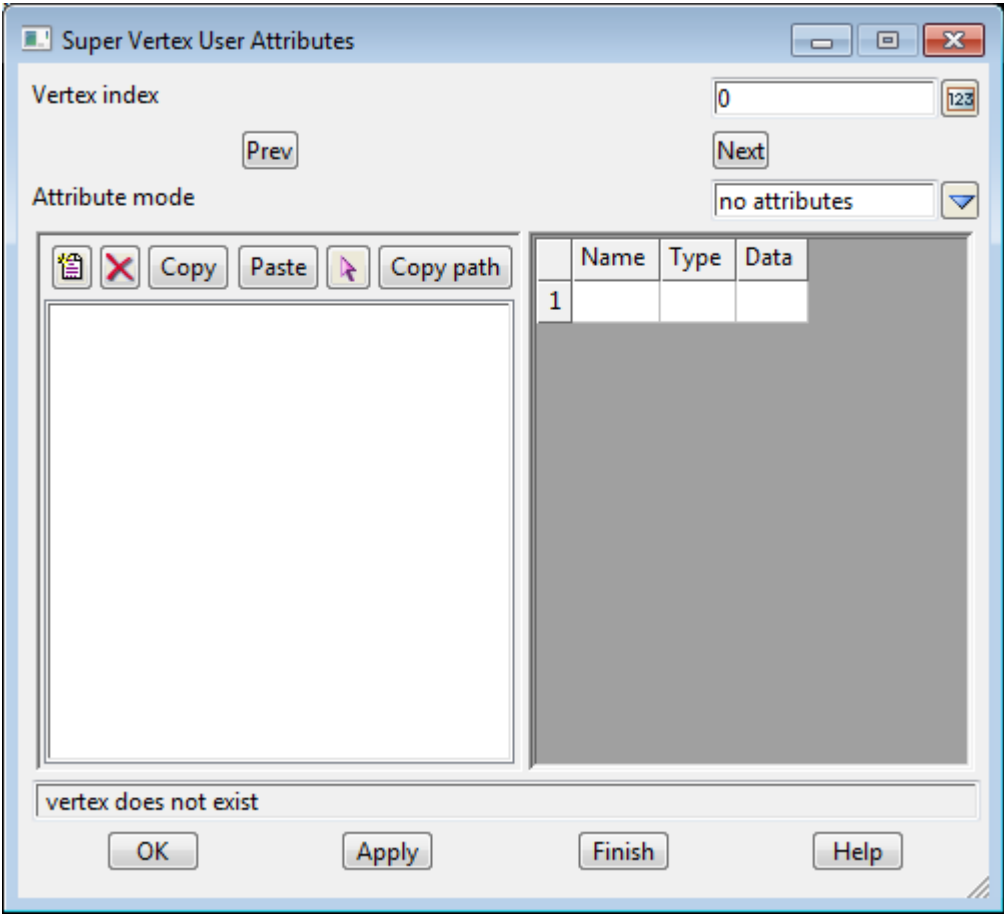 Super Vertex User Attributes
Vertex index 0 123
Prev Next
Attribute mode no attributes
Copy Paste Copy path
Name Type Data
1
vertex does not exist
OK Apply Finish Help